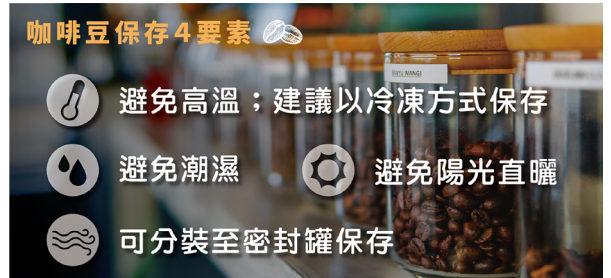 咖啡豆保存4要素
避免高溫；建議以冷凍方式保存
避免潮濕
避免陽光直曬
可分裝至密封罐保存